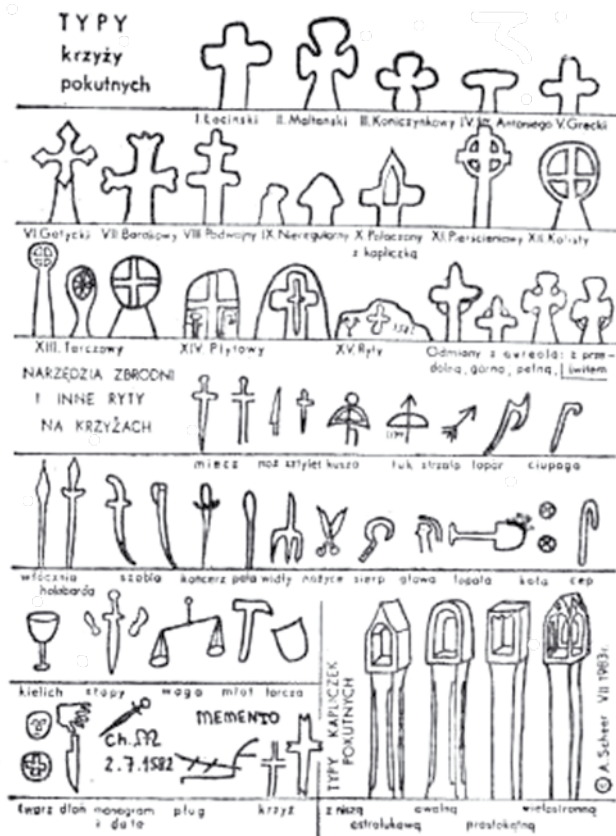 TYPY
krzyży
pokutnych
I. Łaciński II. Maltański III. Koniczynkowy IV. św. Antoniego V. Grecki
VI. Gotycki VII. Barokowy VIII. Podwójny IX. Nieregularny X. Połączony z kapliczką XI. Pierścieniowy XII. Kolisty
XIII. Tarczowy XIV. Płytowy XV. Ryty Odmiany z aureolą: z prze-
dolną, górną, pełną, świtem
1582
NARZĘDZIA ZBRODNI
I INNE RYTY
NA KRZYŻACH
miecz nóż sztylet kusza łuk strzała topór ciupaga
włócznia szabla koncerz pała widły nożyce sierp głowa łopata koła cep
halabarda
kielich stopy waga młot tarcza
MEMENTO
Ch. M
2.7.1582
twarz dłoń monogram pług krzyż
i data
TYPY KAPLICZEK
POKUTNYCH
z niszą owalną wielostronną
ostrołukową prostokątną
© A. Scheer VII 1983r.